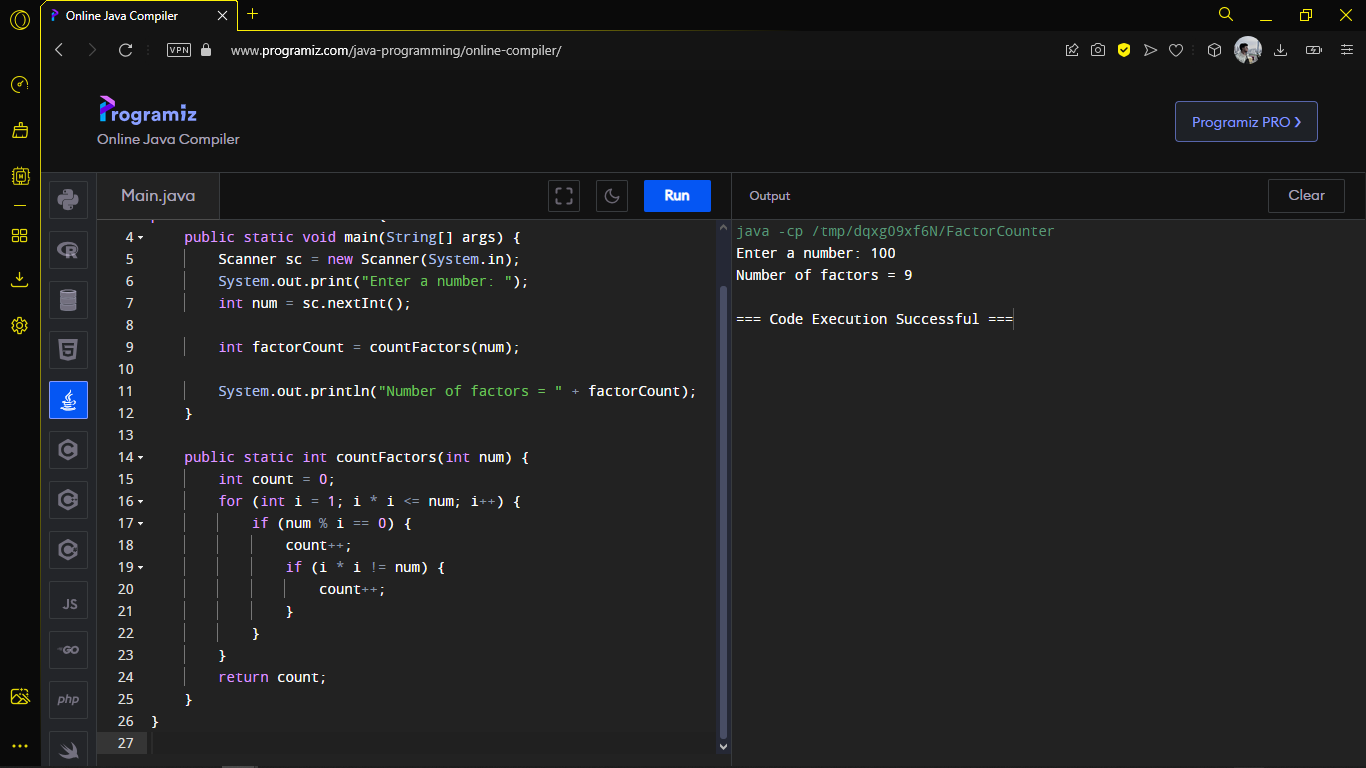 Online Java Compiler
VPN
www.programiz.com/java-programming/online-compiler/
Programiz
Online Java Compiler
Programiz PRO ❯
Main.java
Run
Output
Clear
4 public static void main(String[] args) {
5 Scanner sc = new Scanner(System.in);
6 System.out.print("Enter a number: ");
7 int num = sc.nextInt();
8
9 int factorCount = countFactors(num);
10
11 System.out.println("Number of factors = " + factorCount);
12 }
13
14 public static int countFactors(int num) {
15 int count = 0;
16 for (int i = 1; i * i <= num; i++) {
17 if (num % i == 0) {
18 count++;
19 if (i * i != num) {
20 count++;
21 }
22 }
23 }
24 return count;
25 }
26 }
27
java -cp /tmp/dqxgO9xf6N/FactorCounter
Enter a number: 100
Number of factors = 9
=== Code Execution Successful ===
JS
GO
php